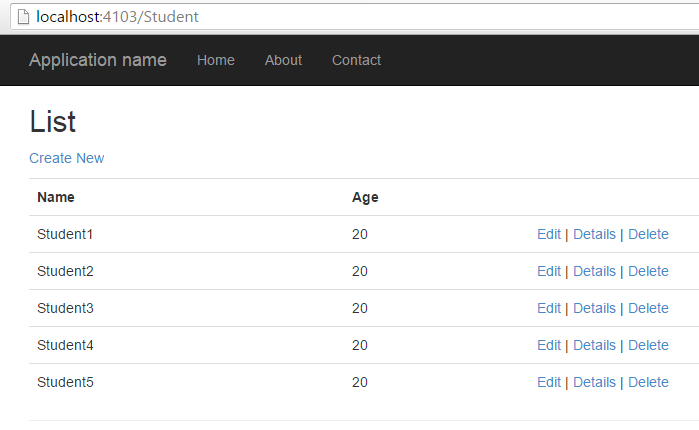 localhost:4103/Student
Application name Home About Contact
List
Create New
Name Age
Student1 20 Edit | Details | Delete
Student2 20 Edit | Details | Delete
Student3 20 Edit | Details | Delete
Student4 20 Edit | Details | Delete
Student5 20 Edit | Details | Delete